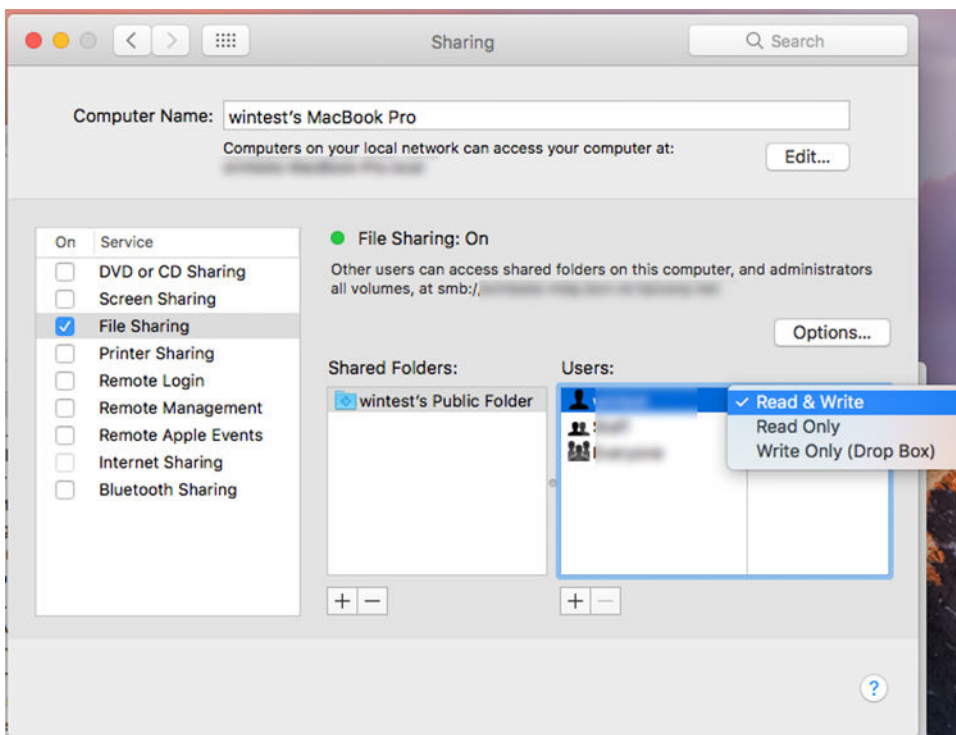 Sharing
Search
Computer Name:
wintest's MacBook Pro
Computers on your local network can access your computer at:
Edit...
On
Service
DVD or CD Sharing
Screen Sharing
File Sharing
Printer Sharing
Remote Login
Remote Management
Remote Apple Events
Internet Sharing
Bluetooth Sharing
File Sharing: On
Other users can access shared folders on this computer, and administrators
all volumes, at smb:/
Options...
Shared Folders:
wintest's Public Folder
Users:
Read & Write
Read Only
Write Only (Drop Box)